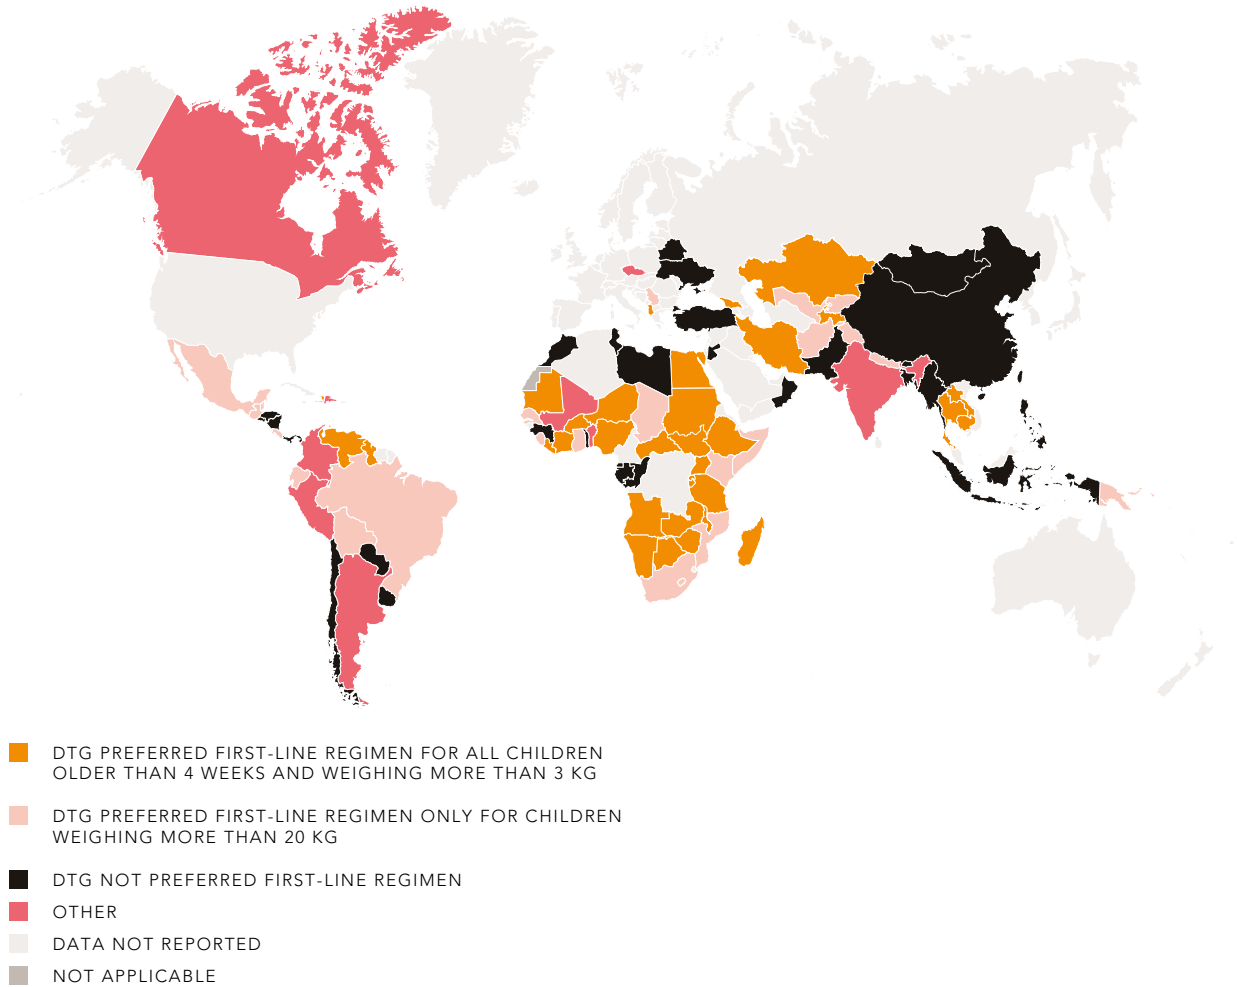 DTG PREFERRED FIRST-LINE REGIMEN FOR ALL CHILDREN
OLDER THAN 4 WEEKS AND WEIGHING MORE THAN 3 KG
DTG PREFERRED FIRST-LINE REGIMEN ONLY FOR CHILDREN
WEIGHING MORE THAN 20 KG
DTG NOT PREFERRED FIRST-LINE REGIMEN
OTHER
DATA NOT REPORTED
NOT APPLICABLE